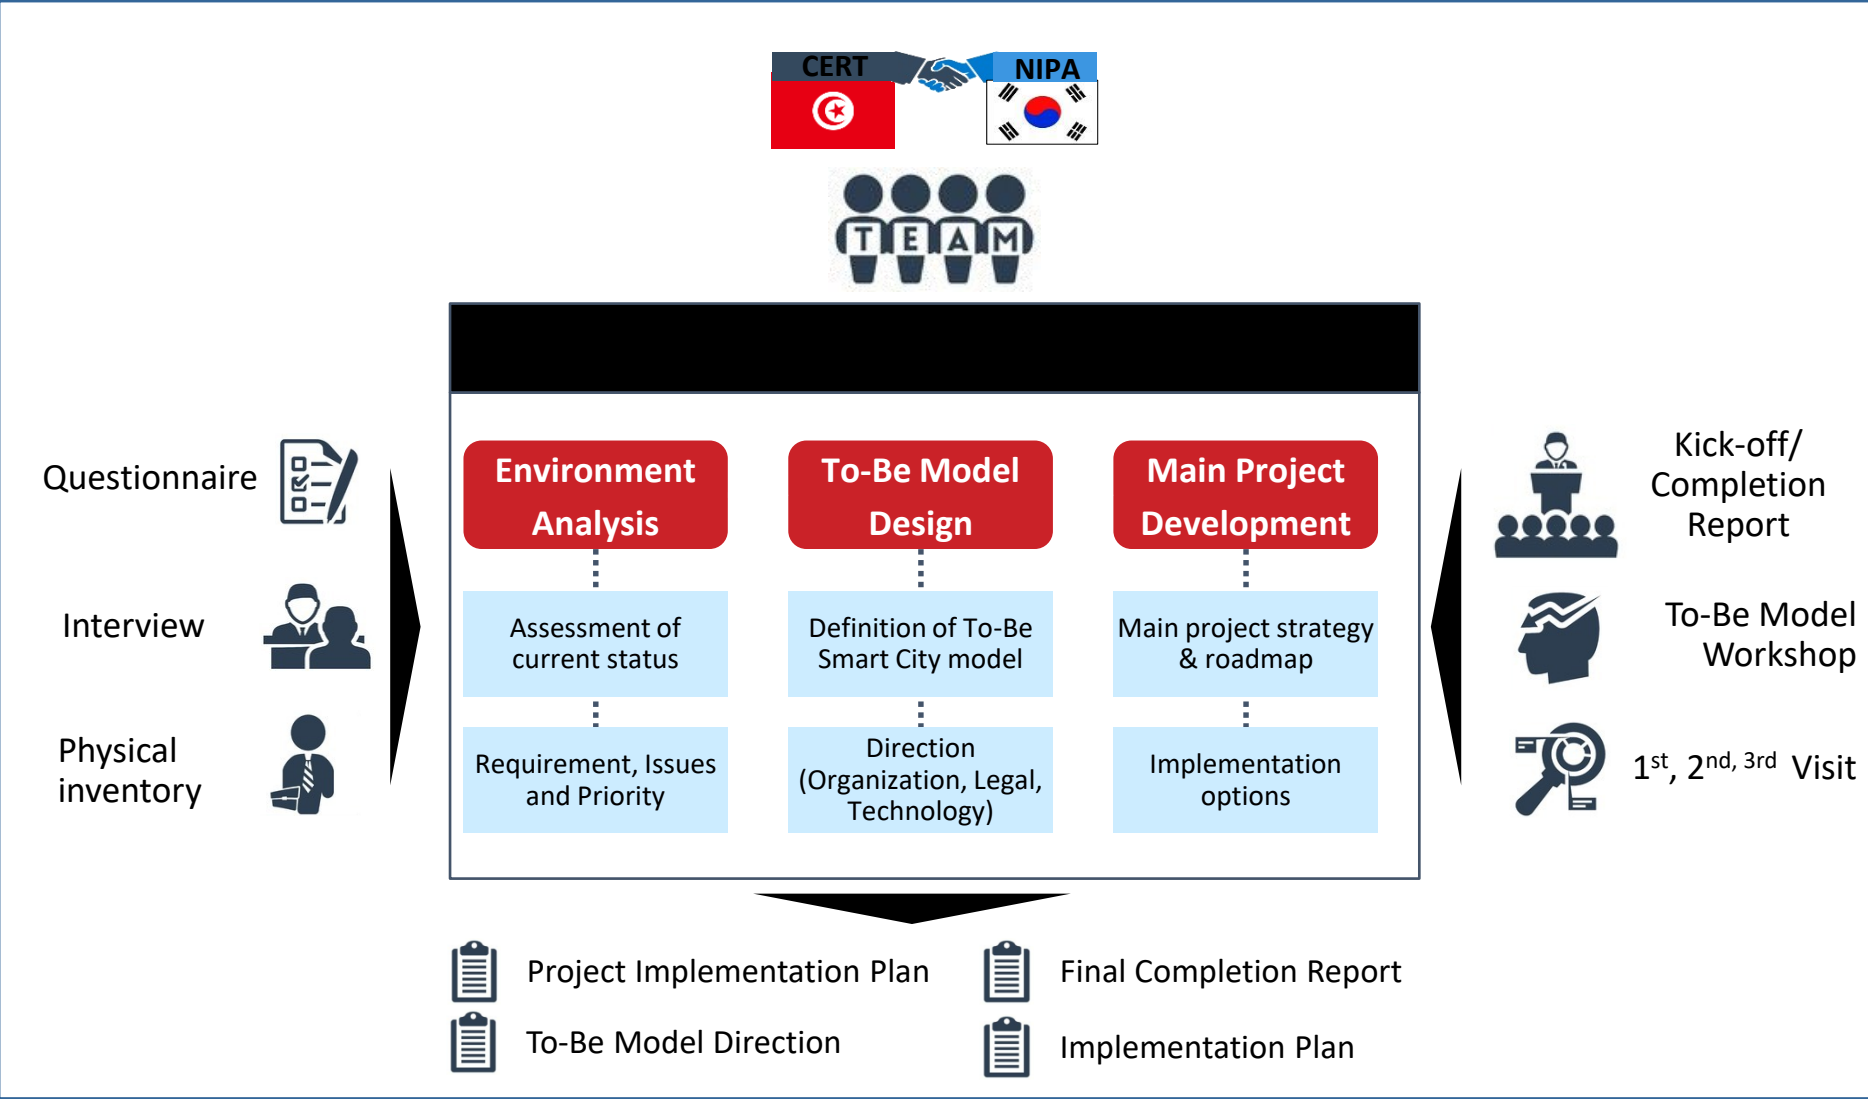 CERT
NIPA
TEAM
Questionnaire
Interview
Physical
inventory
Environment
Analysis
Assessment of
current status
Requirement, Issues
and Priority
To-Be Model
Design
Definition of To-Be
Smart City model
Direction
(Organization, Legal,
Technology)
Main Project
Development
Main project strategy
& roadmap
Implementation
options
Kick-off/
Completion
Report
To-Be Model
Workshop
1st, 2nd, 3rd Visit
Project Implementation Plan
Final Completion Report
To-Be Model Direction
Implementation Plan